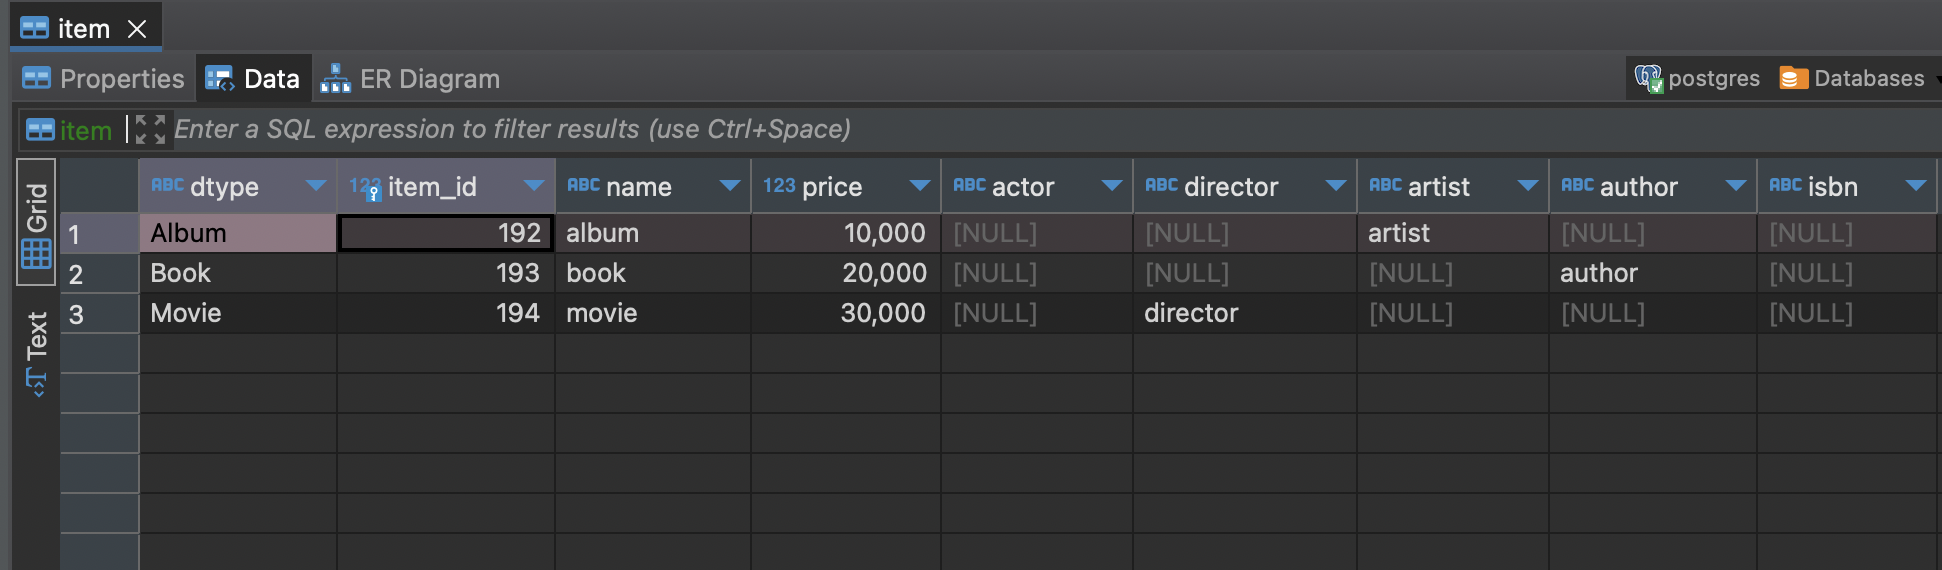 item
Properties Data ER Diagram postgres Databases
item Enter a SQL expression to filter results (use Ctrl+Space)
Grid
Text
ABC dtype 123 item_id ABC name 123 price ABC actor ABC director ABC artist ABC author ABC isbn
1 Album 192 album 10,000 [NULL] [NULL] artist [NULL] [NULL]
2 Book 193 book 20,000 [NULL] [NULL] [NULL] author [NULL]
3 Movie 194 movie 30,000 [NULL] director [NULL] [NULL] [NULL]